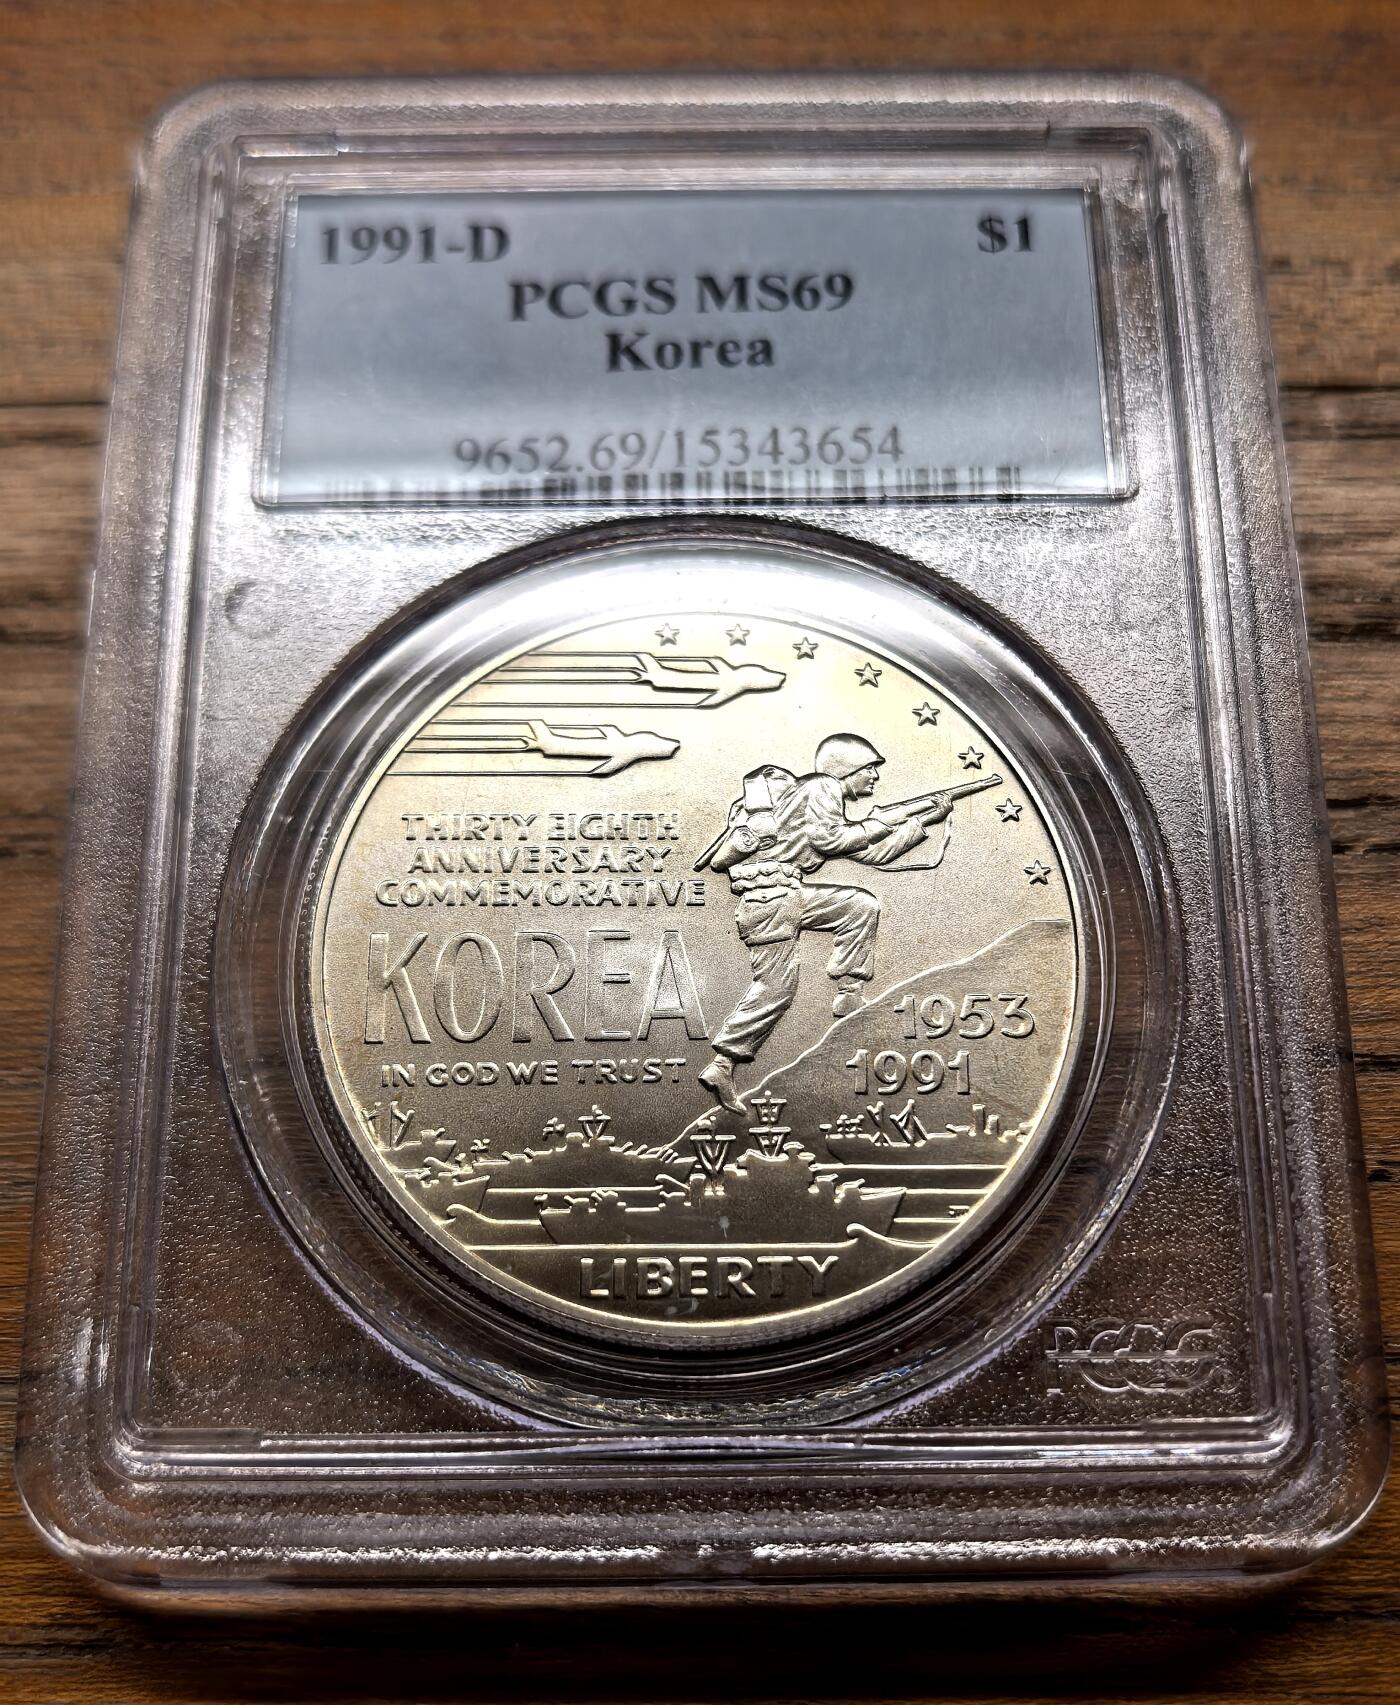 1991-D $1
PCGS MS69
Korea
9652.69/15343654
THIRTY EIGHTH
ANNIVERSARY
COMMEMORATIVE
KOREA
IN GOD WE TRUST
1953
1991
LIBERTY
PCGS